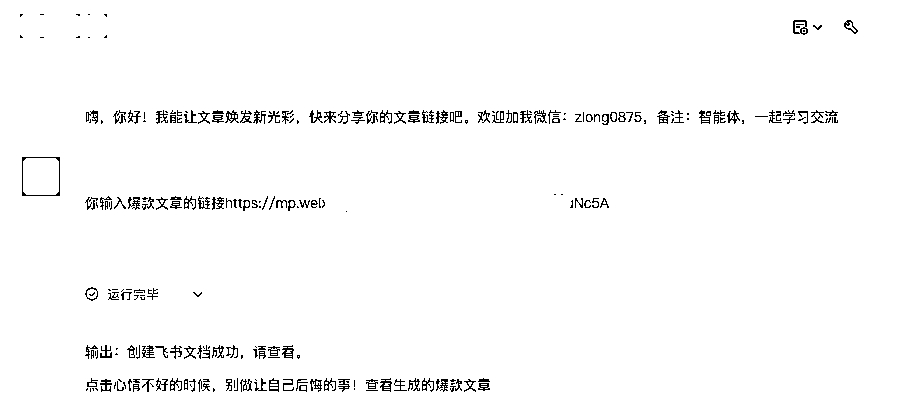 嗨，你好！我能让文章焕发新光彩，快来分享你的文章链接吧。欢迎加我微信：zlong0875，备注：智能体，一起学习交流
你输入爆款文章的链接https://mp.wei
uNc5A
运行完毕
输出：创建飞书文档成功，请查看。
点击心情不好的时候，别做让自己后悔的事！查看生成的爆款文章